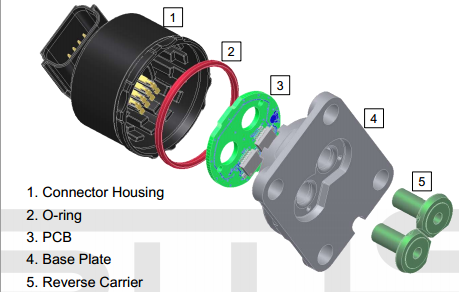 1
2
3
4
5
1. Connector Housing
2. O-ring
3. PCB
4. Base Plate
5. Reverse Carrier